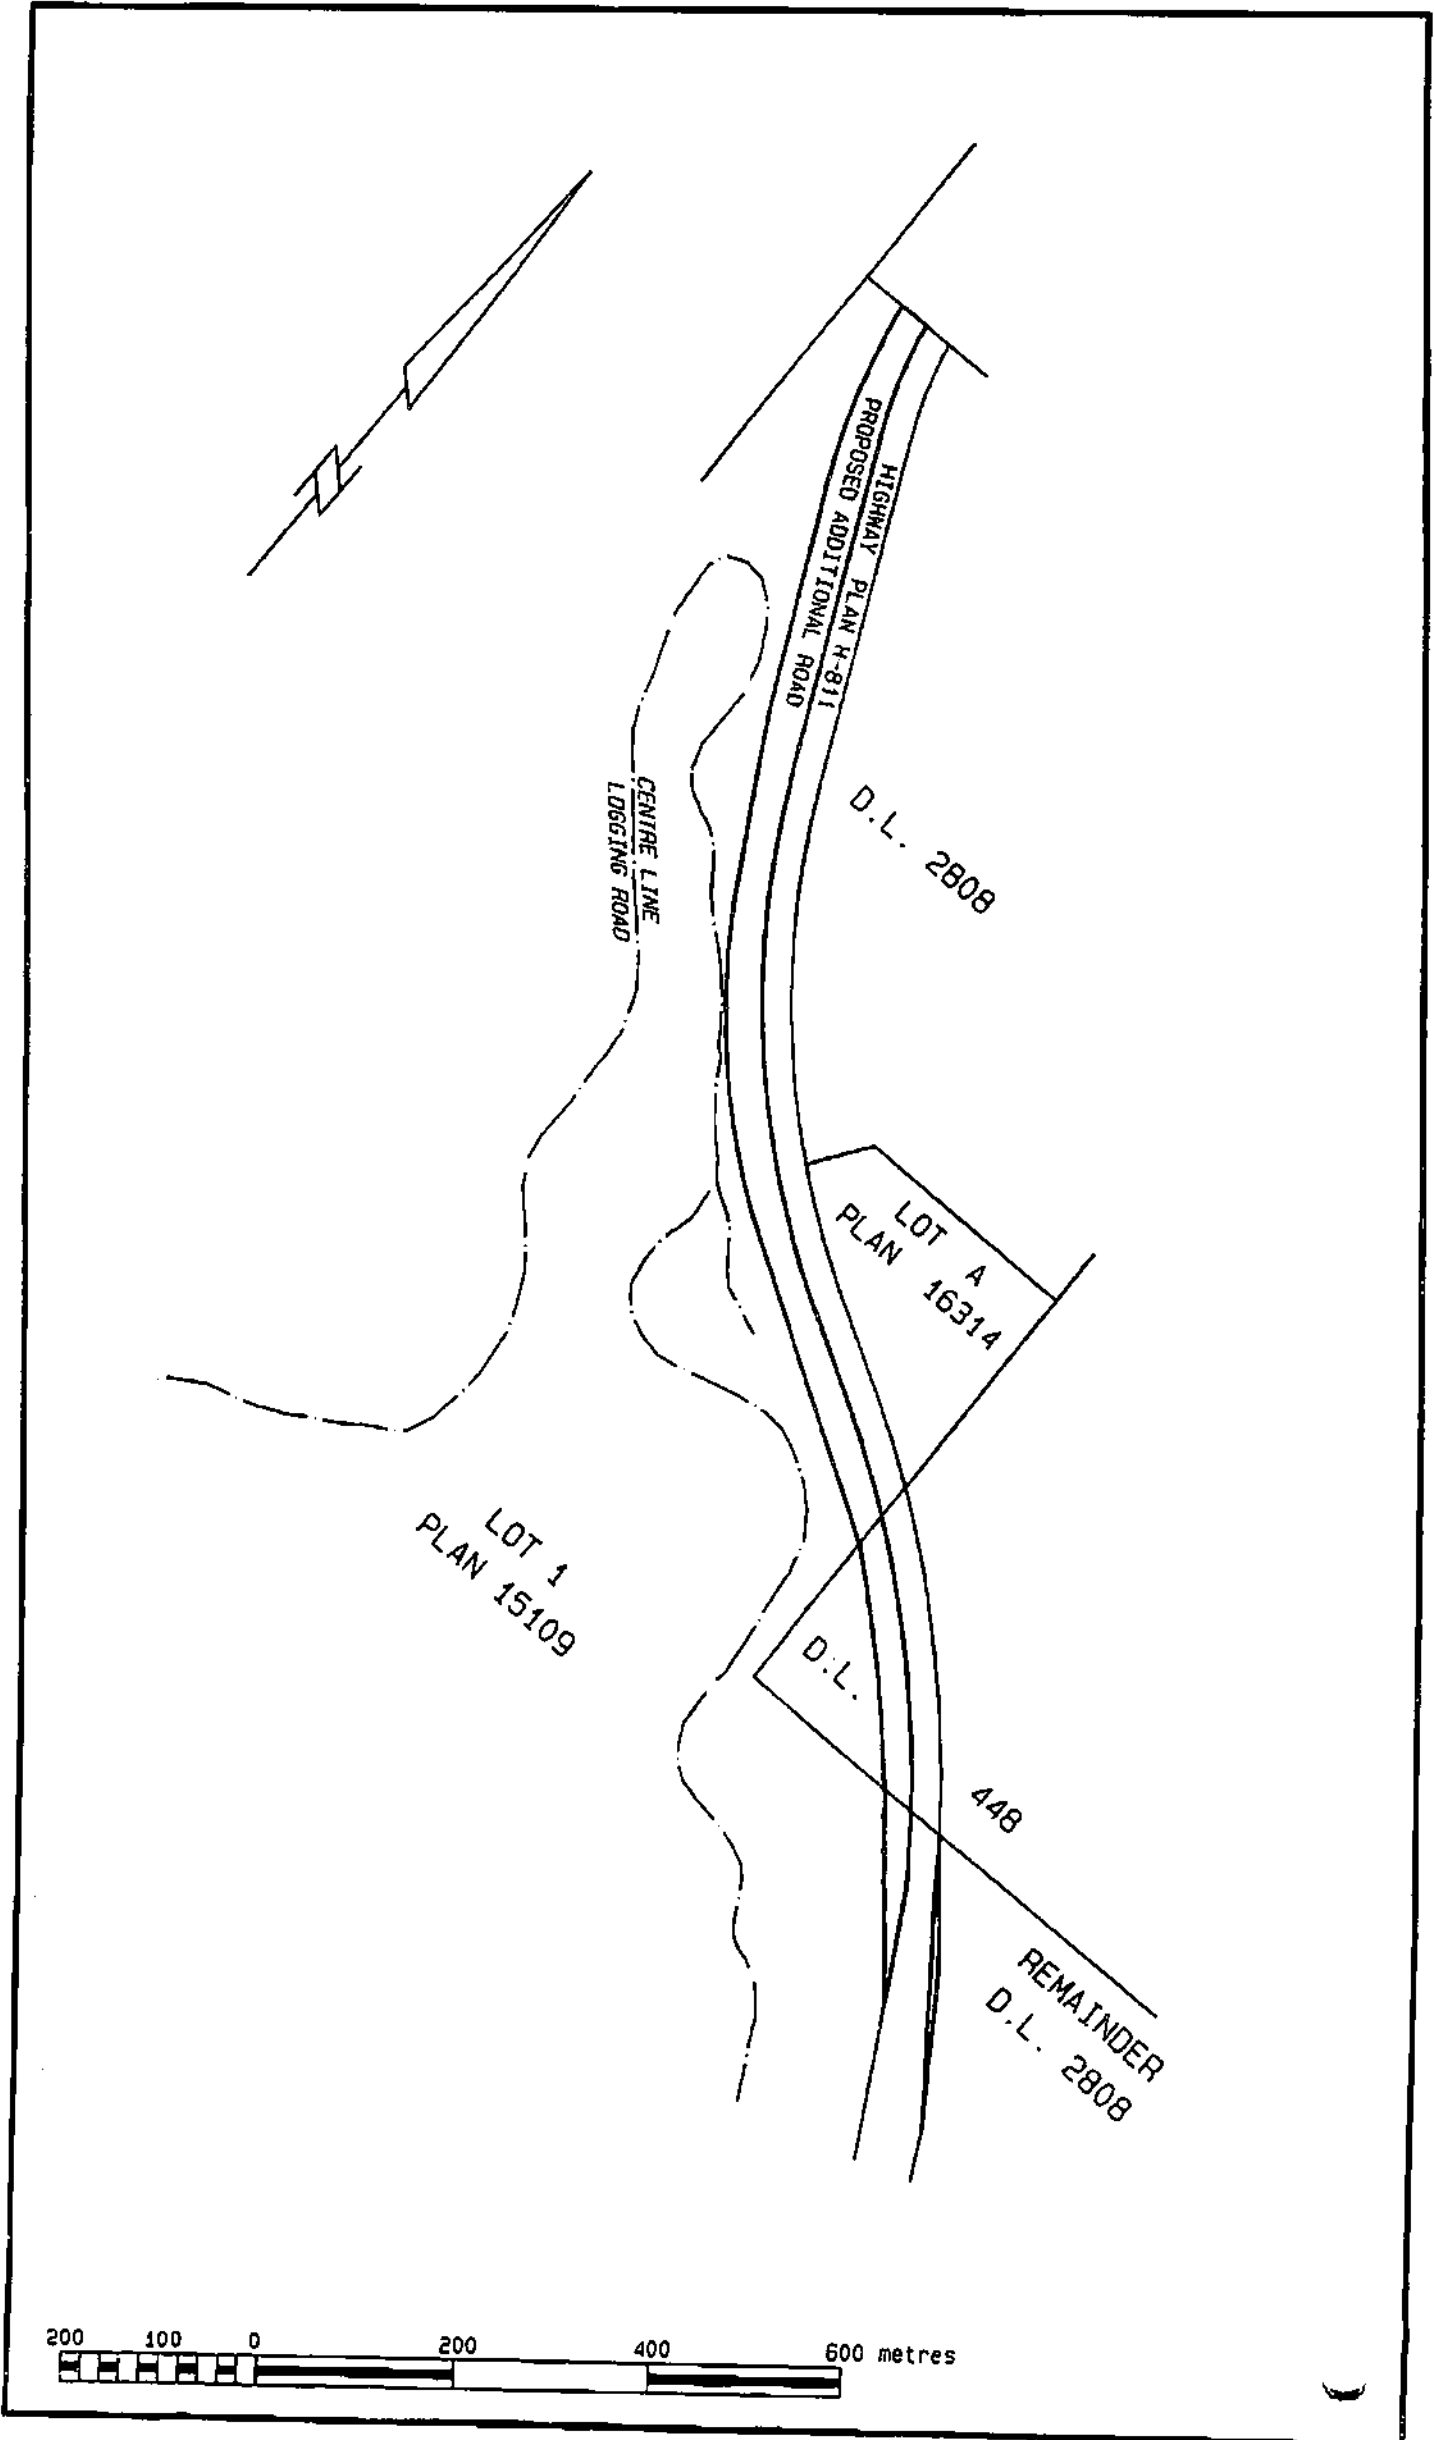 PROPOSED ADDITIONAL ROAD
HIGHWAY PLAN H-811
CENTRE LINE
LOGGING ROAD
D.L. 2808
LOT A
PLAN 16314
LOT 1
PLAN 15109
D.L.
448
REMAINDER
D.L. 2808
200 100 0 200 400 600 metres